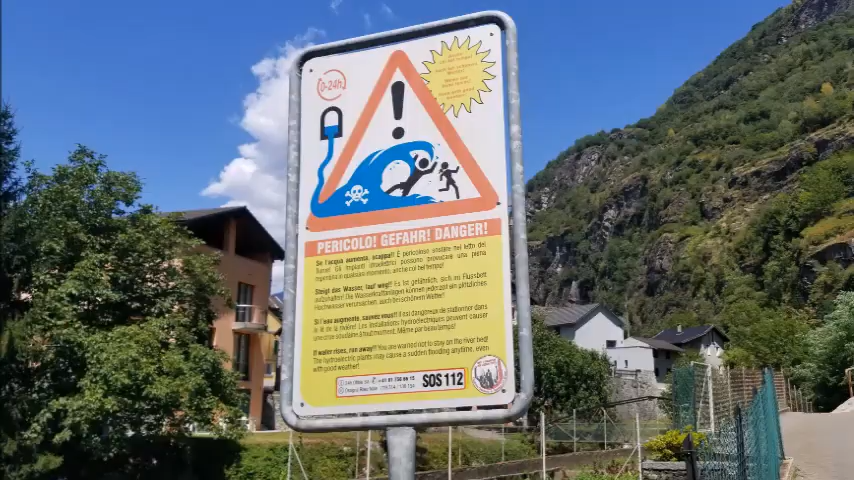 0-24h
PERICOLO! GEFAHR! DANGER!
Se l'acqua aumenta, scappa!! È pericoloso sostare nel letto dei
fiumi! Gli impianti idroelettrici possono provocare una piena
repentina in qualsiasi momento, anche col bel tempo!
Steigt das Wasser, lauf weg!! Es ist gefährlich, sich im Flussbett
aufzuhalten! Die Wasserkraftanlagen können jederzeit ein plötzliches
Hochwasser verursachen, auch bei schönem Wetter!
Si l'eau augmente, sauvez vous! Il est dangereux de stationner dans
le lit de la rivière! Les installations hydroélectriques peuvent causer
une crue soudaine à tout moment, Même par beau temps!
If water rises, run away!! You are warned not to stay on the river bed!
The hydroelectric plants may cause a sudden flooding anytime, even
with good weather.
SOS 112